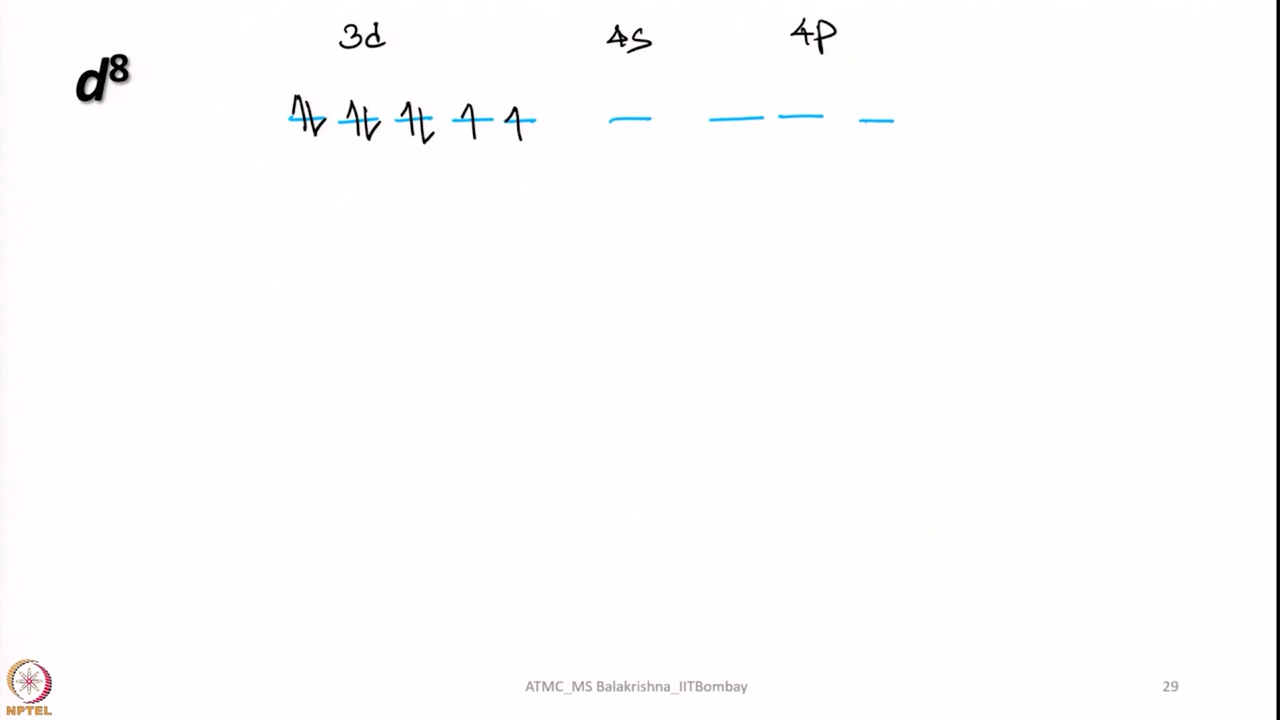 3d 4s 4p
d⁸
⥮ ⥮ ⥮ ↑ ↑
NPTEL
ATMC_MS Balakrishna_IITBombay 29